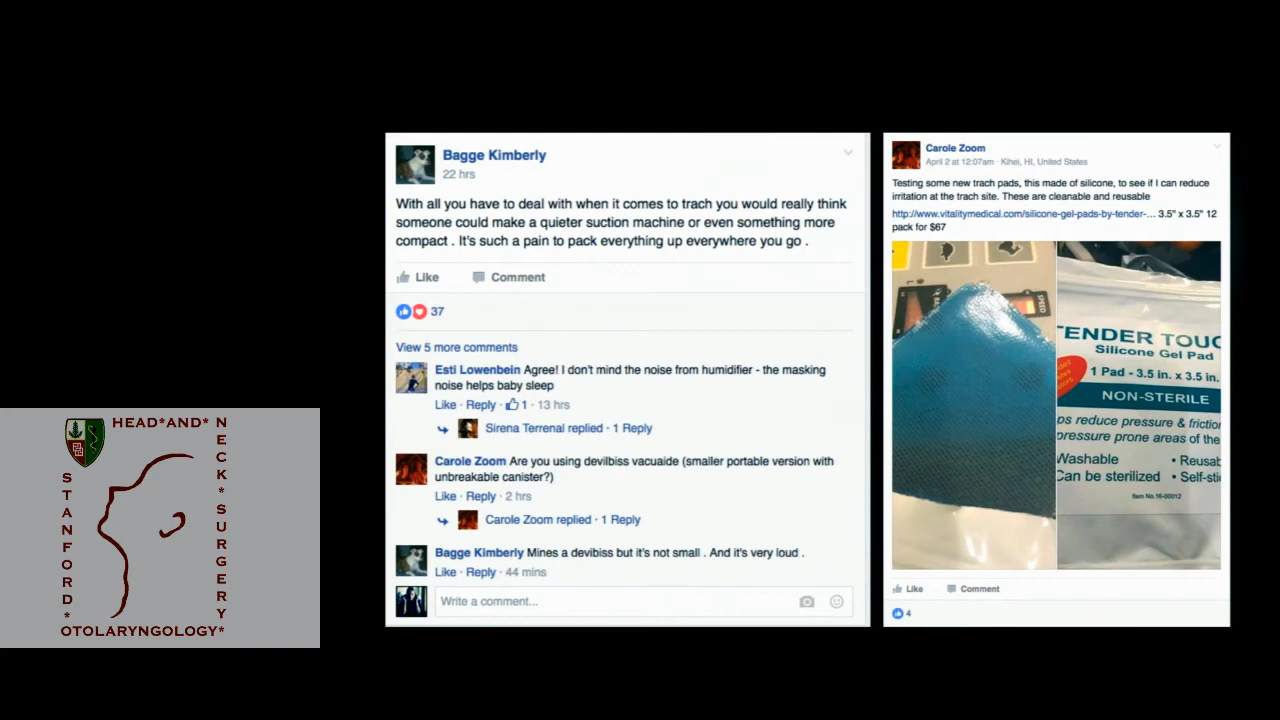 Bagge Kimberly
22 hrs
With all you have to deal with when it comes to trach you would really think
someone could make a quieter suction machine or even something more
compact . It's such a pain to pack everything up everywhere you go .
Like Comment
37
View 5 more comments
Esti Lowenbein Agree! I don't mind the noise from humidifier - the masking
noise helps baby sleep
Like · Reply · 1 · 13 hrs
Sirena Terrenal replied · 1 Reply
Carole Zoom Are you using devilbiss vacuaide (smaller portable version with
unbreakable canister?)
Like · Reply · 2 hrs
Carole Zoom replied · 1 Reply
Bagge Kimberly Mines a devibiss but it's not small . And it's very loud .
Like · Reply · 44 mins
Write a comment...
Carole Zoom
April 2 at 12:07am · Kihei, HI, United States
Testing some new trach pads, this made of silicone, to see if I can reduce
irritation at the trach site. These are cleanable and reusable
http://www.vitalitymedical.com/silicone-gel-pads-by-tender-... 3.5" x 3.5" 12
pack for $67
SPEED
TENDER TOUC
Silicone Gel Pad
1 Pad - 3.5 in. x 3.5 in.
NON-STERILE
ps reduce pressure & friction
pressure prone areas of the
Washable • Reusab
Can be sterilized • Self-sti
Item No.16-00012
Like Comment
4
HEAD*AND*
NECK*SURGERY*
STANFORD*
OTOLARYNGOLOGY*